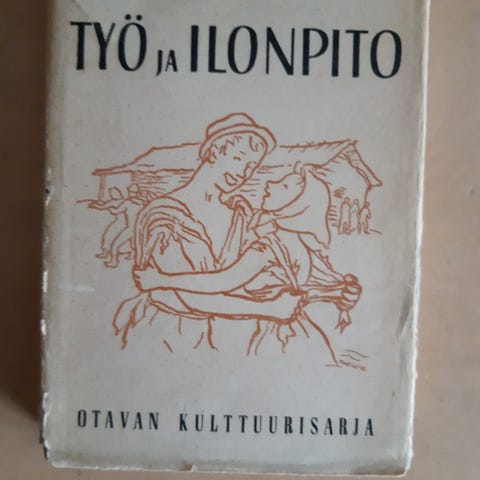 TYÖ JA ILONPITO
OTAVAN KULTTUURISARJA